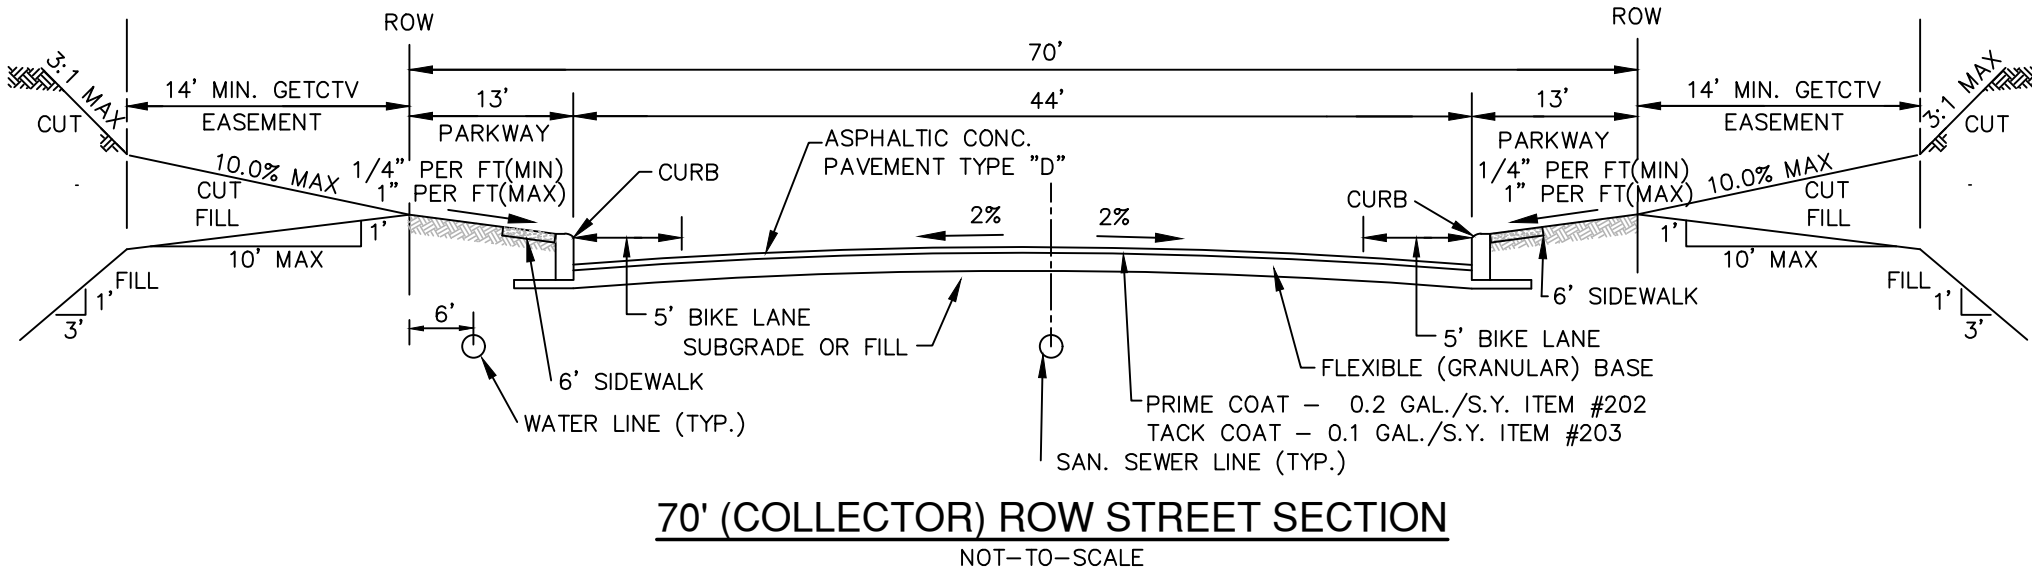 ROW
ROW
70'
3:1 MAX
CUT
14' MIN. GETCTV
EASEMENT
13'
PARKWAY
44'
13'
PARKWAY
14' MIN. GETCTV
EASEMENT
3:1 MAX
CUT
ASPHALTIC CONC.
PAVEMENT TYPE "D"
10.0% MAX
CUT
FILL
1/4" PER FT(MIN)
1" PER FT(MAX)
CURB
2%
2%
CURB
1/4" PER FT(MIN)
1" PER FT(MAX)
10.0% MAX
CUT
FILL
1'
10' MAX
FILL
1'
3'
1'
10' MAX
FILL
1'
3'
6'
5' BIKE LANE
SUBGRADE OR FILL
6' SIDEWALK
WATER LINE (TYP.)
6' SIDEWALK
5' BIKE LANE
FLEXIBLE (GRANULAR) BASE
PRIME COAT – 0.2 GAL./S.Y. ITEM #202
TACK COAT – 0.1 GAL./S.Y. ITEM #203
SAN. SEWER LINE (TYP.)
70' (COLLECTOR) ROW STREET SECTION
NOT–TO–SCALE